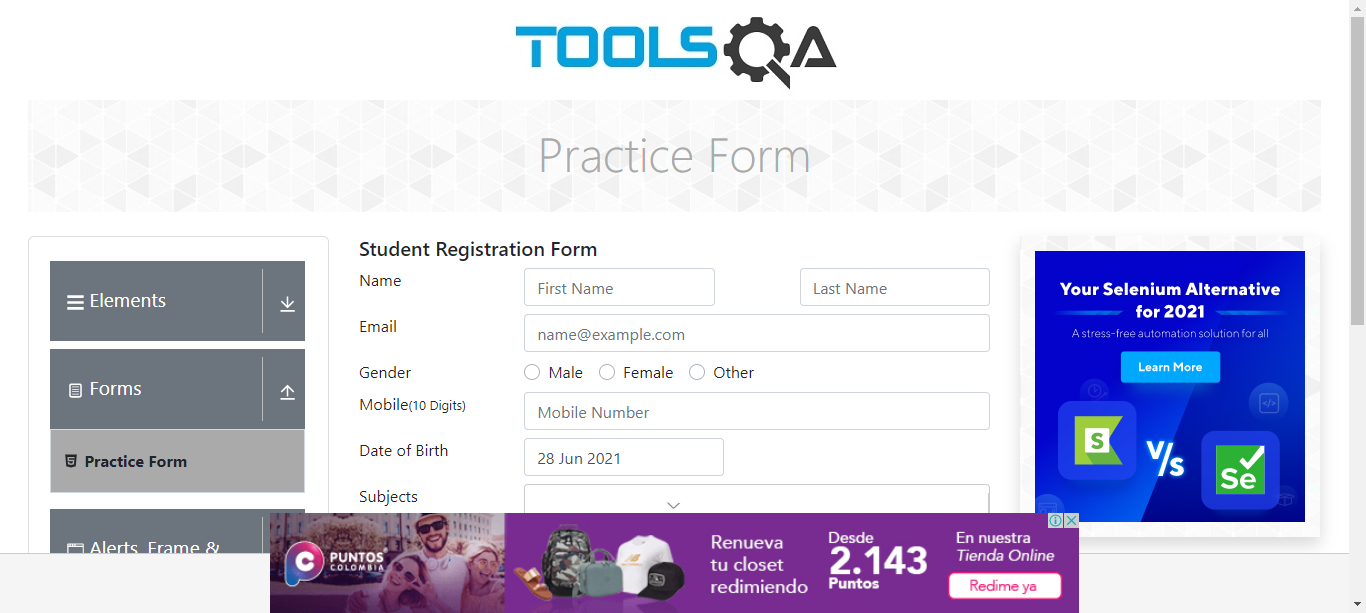 TOOLSQA
Practice Form
Elements
Forms
Practice Form
Alerts, Frame &
Student Registration Form
Name
First Name
Last Name
Email
name@example.com
Gender
Male
Female
Other
Mobile(10 Digits)
Mobile Number
Date of Birth
28 Jun 2021
Subjects
Your Selenium Alternative
for 2021
A stress-free automation solution for all
Learn More
S
V/s
Se
PUNTOS
COLOMBIA
Renueva
tu closet
redimiendo
Desde
2.143
Puntos
En nuestra
Tienda Online
Redime ya